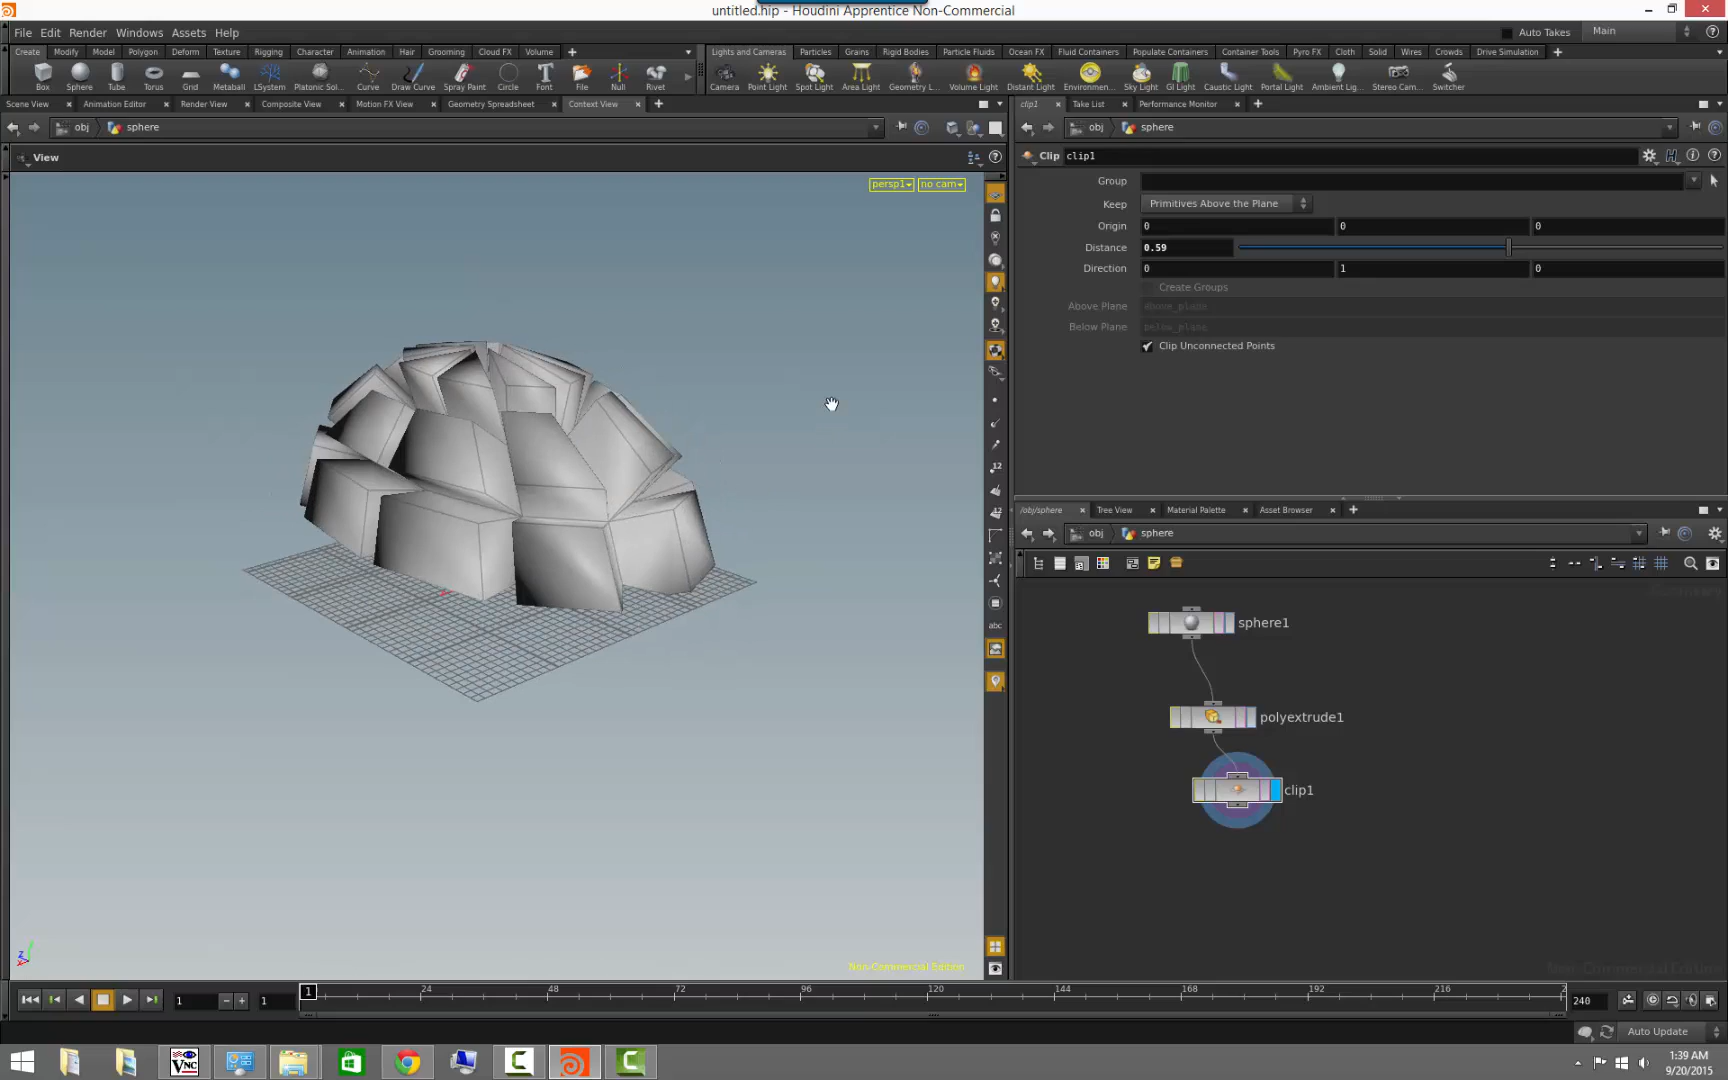 untitled.hip - Houdini Apprentice Non-Commercial
File Edit Render Windows Assets Help
Auto Takes Main
Create Modify Model Polygon Deform Texture Rigging Character Animation Hair Grooming Cloud FX Volume
Lights and Cameras Particles Grains Rigid Bodies Particle Fluids Ocean FX Fluid Containers Populate Containers Container Tools Pyro FX Cloth Solid Wires Crowds Drive Simulation
Box Sphere Tube Torus Grid Metaball LSystem Platonic Sol... Curve Draw Curve Spray Paint Circle Font File Null Rivet
Camera Point Light Spot Light Area Light Geometry L... Volume Light Distant Light Environmen... Sky Light GI Light Caustic Light Portal Light Ambient Lig... Stereo Cam... Switcher
Scene View Animation Editor Render View Composite View Motion FX View Geometry Spreadsheet Context View
clip1 Take List Performance Monitor
obj sphere
obj sphere
View
persp1 no cam
Clip clip1
Group
Keep Primitives Above the Plane
Origin 0 0 0
Distance 0.59
Direction 0 1 0
Create Groups
Above Plane above_plane
Below Plane below_plane
Clip Unconnected Points
12
12
abc
/obj/sphere Tree View Material Palette Asset Browser
obj sphere
sphere1
polyextrude1
clip1
Non-Commercial Edition
Non-Commercial Edition
z
x
1 1 1 24 48 72 96 120 144 168 192 216 2 240
Auto Update
VNC
1:39 AM
9/20/2015